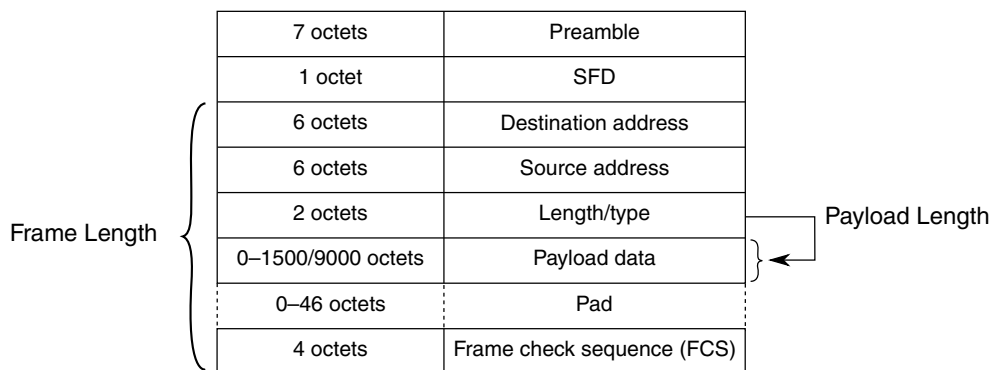 7 octets Preamble
1 octet SFD
6 octets Destination address
6 octets Source address
2 octets Length/type
Payload Length
Frame Length
0–1500/9000 octets Payload data
0–46 octets Pad
4 octets Frame check sequence (FCS)